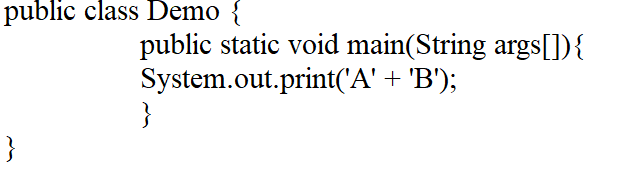 public class Demo {
public static void main(String args[]){
System.out.print('A' + 'B');
}
}